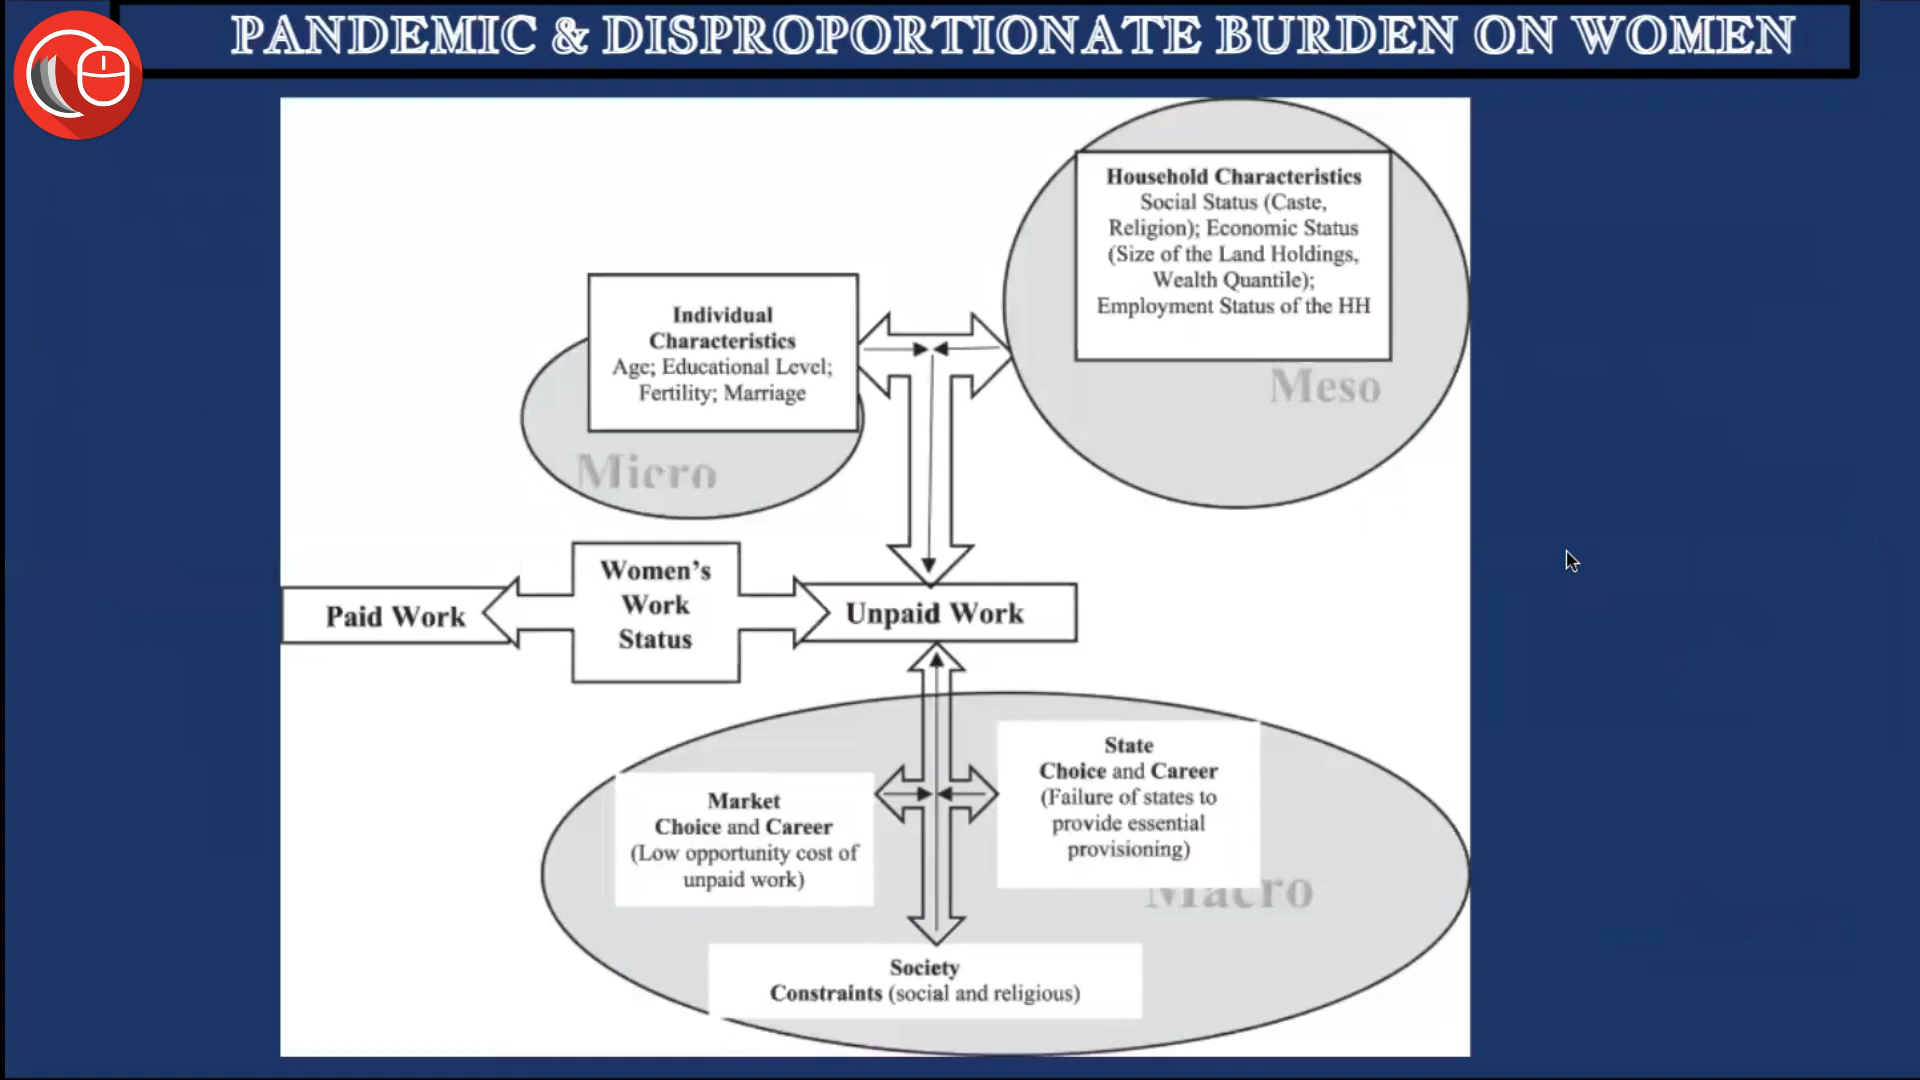 PANDEMIC & DISPROPORTIONATE BURDEN ON WOMEN
Household Characteristics
Social Status (Caste,
Religion); Economic Status
(Size of the Land Holdings,
Wealth Quantile);
Employment Status of the HH
Meso
Individual
Characteristics
Age; Educational Level;
Fertility; Marriage
Micro
Paid Work
Women's
Work
Status
Unpaid Work
Market
Choice and Career
(Low opportunity cost of
unpaid work)
State
Choice and Career
(Failure of states to
provide essential
provisioning)
Macro
Society
Constraints (social and religious)